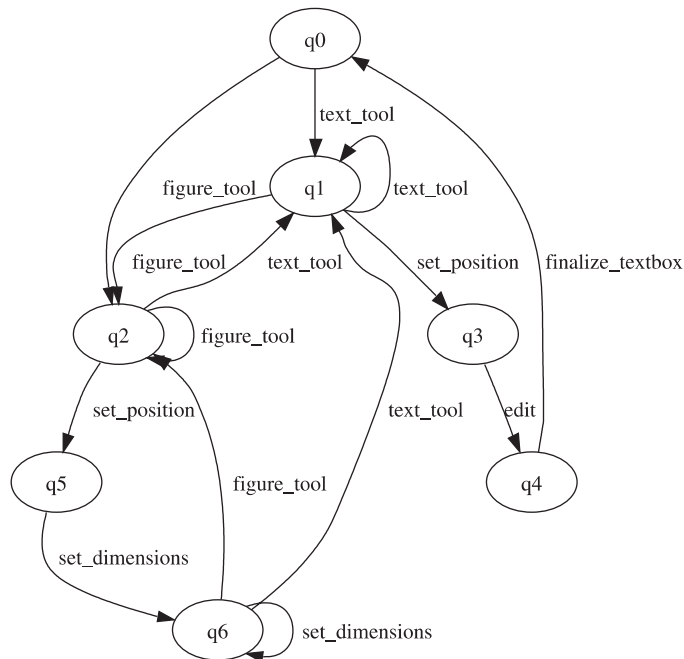 q0
text_tool
q1
figure_tool
text_tool
figure_tool
text_tool
set_position
finalize_textbox
q2
figure_tool
q3
set_position
text_tool
edit
q5
figure_tool
q4
set_dimensions
q6
set_dimensions